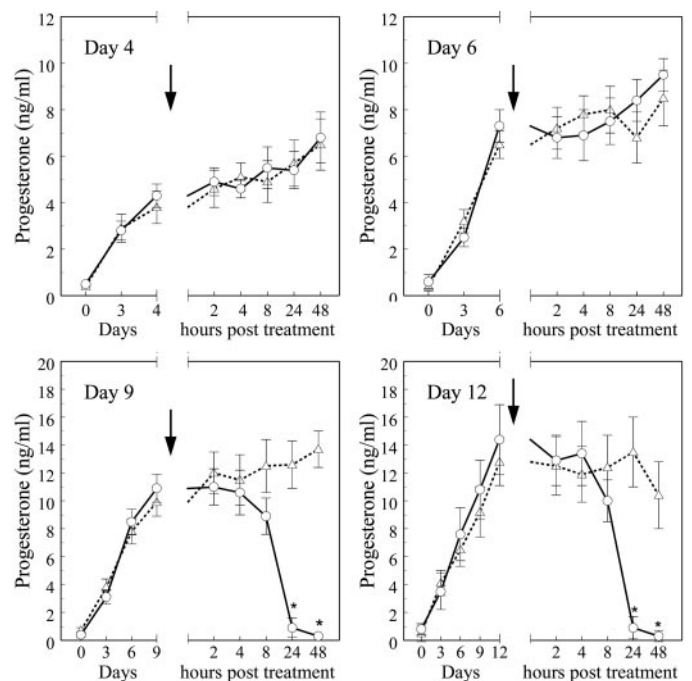 Day 4
Progesterone (ng/ml)
12
10
8
6
4
2
0
0 3 4 2 4 8 24 48
Days hours post treatment
Day 6
Progesterone (ng/ml)
12
10
8
6
4
2
0
0 3 6 2 4 8 24 48
Days hours post treatment
Day 9
Progesterone (ng/ml)
20
18
16
14
12
10
8
6
4
2
0
* *
0 3 6 9 2 4 8 24 48
Days hours post treatment
Day 12
Progesterone (ng/ml)
20
18
16
14
12
10
8
6
4
2
0
* *
0 3 6 9 12 2 4 8 24 48
Days hours post treatment